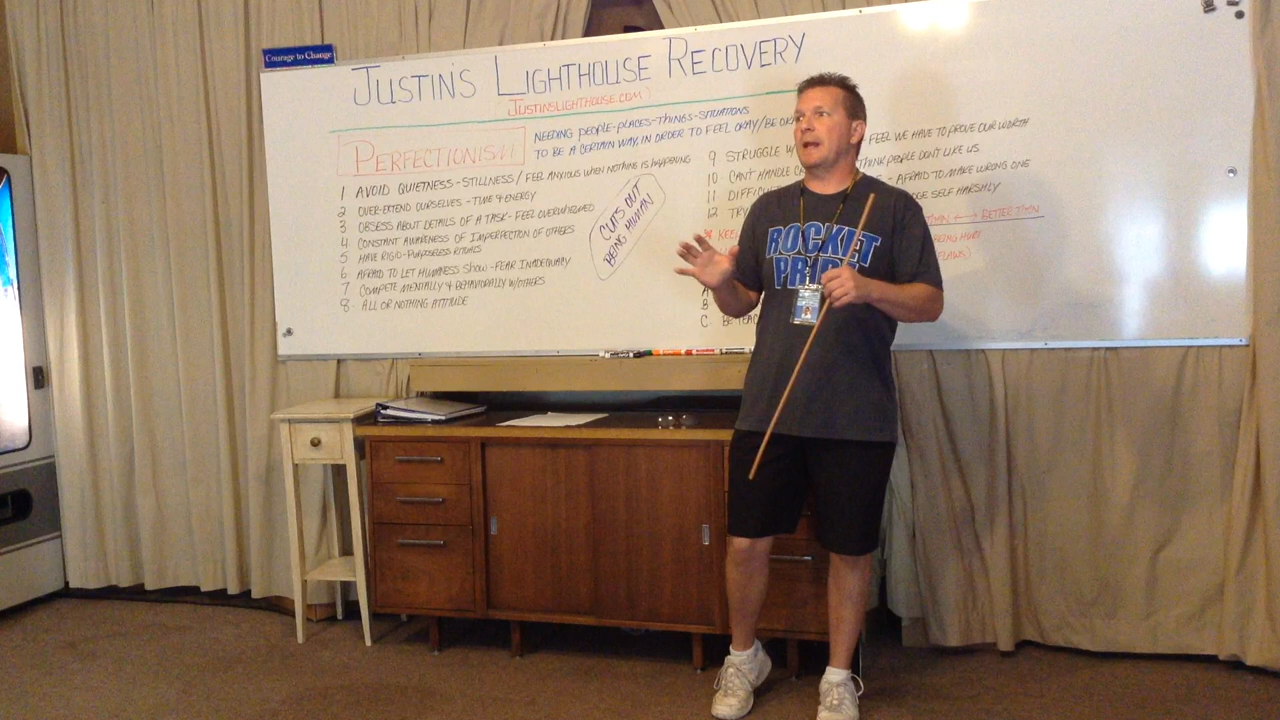 Courage to Change
JUSTIN'S LIGHTHOUSE RECOVERY
JUSTINSLIGHTHOUSE.COM
PERFECTIONISM
NEEDING PEOPLE-PLACES-THINGS-SITUATIONS
TO BE A CERTAIN WAY, IN ORDER TO FEEL OKAY/BE
1 AVOID QUIETNESS-STILLNESS/FEEL ANXIOUS WHEN NOTHING IS HAPPENING
2 OVER-EXTEND OURSELVES-TIME & ENERGY
3 OBSESS ABOUT DETAILS OF A TASK-FEEL OVERWHELMED
4 CONSTANT AWARENESS OF IMPERFECTION OF OTHERS
5 HAVE RIGID-PURPOSELESS RITUALS
6 AFRAID TO LET HUMNESS SHOW-FEAR INADEQUACY
7 COMPETE MENTALLY & BEHAVIORALLY W/OTHERS
8 ALL OR NOTHING ATTITUDE
CUTS OUT
BEING HUMAN
9 STRUGGLE FEEL WE HAVE TO PROVE OUR WORTH
10 CAN'T HANDLE THINK PEOPLE DON'T LIKE US
11 - AFRAID TO MAKE WRONG ONE
12 SELF HARSHLY
BETTER THAN
FLAWS)
A
B
C. BE
ROCKET
PRIDE